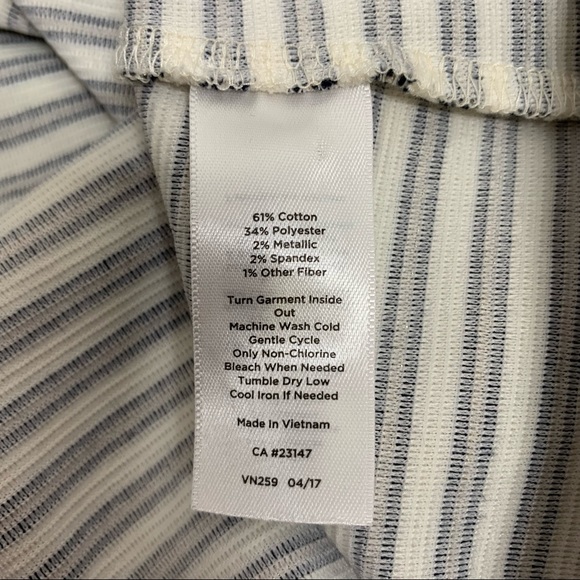 61% Cotton
34% Polyester
2% Metallic
2% Spandex
1% Other Fiber
Turn Garment Inside
Out
Machine Wash Cold
Gentle Cycle
Only Non-Chlorine
Bleach When Needed
Tumble Dry Low
Cool Iron If Needed
Made In Vietnam
CA #23147
VN259 04/17